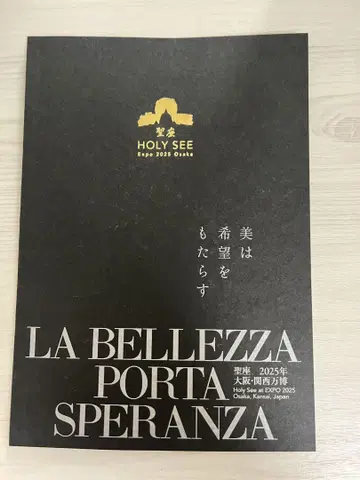 聖座
HOLY SEE
Expo 2025 Osaka
美は
希望を
もたらす
LA BELLEZZA
PORTA
SPERANZA
聖座 2025年
大阪・関西万博
Holy See at EXPO 2025
Osaka, Kansai, Japan